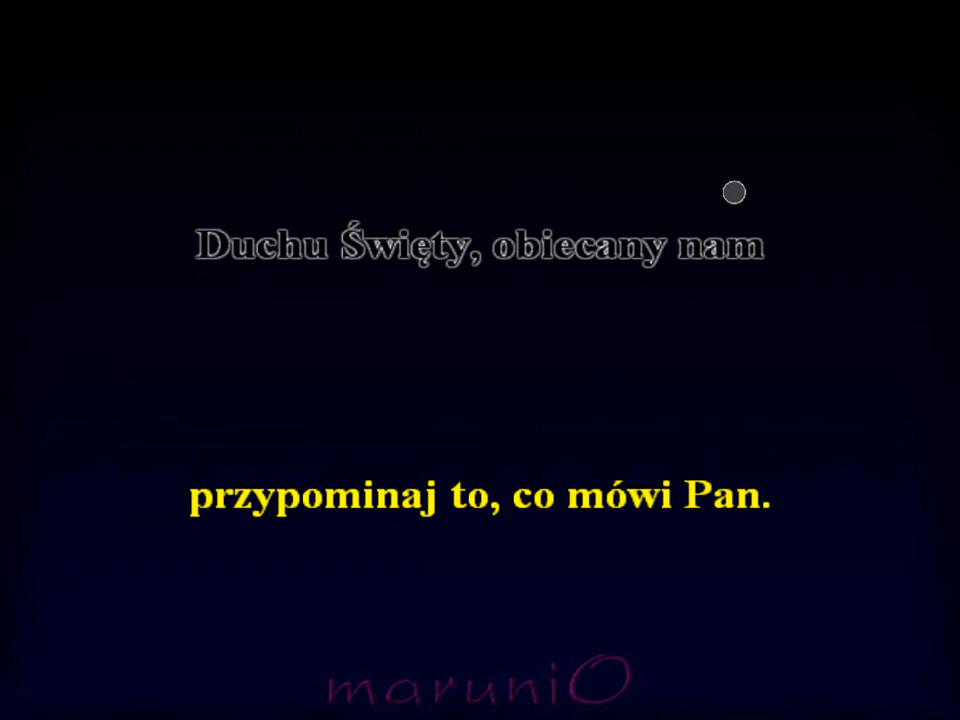 Duchu Święty, obiecany nam
przypominaj to, co mówi Pan.
maruniO